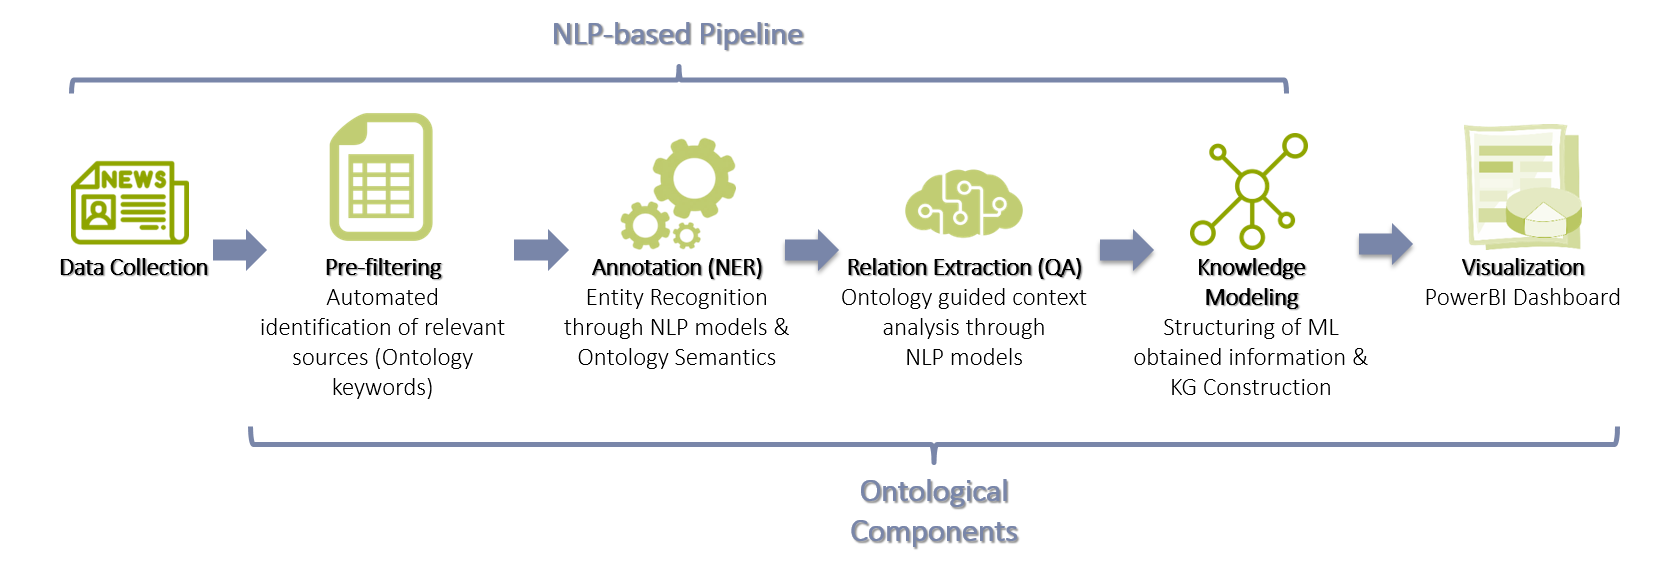 NLP-based Pipeline
NEWS
Data Collection
Pre-filtering
Automated
identification of relevant
sources (Ontology
keywords)
Annotation (NER)
Entity Recognition
through NLP models &
Ontology Semantics
Relation Extraction (QA)
Ontology guided context
analysis through
NLP models
Knowledge
Modeling
Structuring of ML
obtained information &
KG Construction
Visualization
PowerBI Dashboard
Ontological
Components